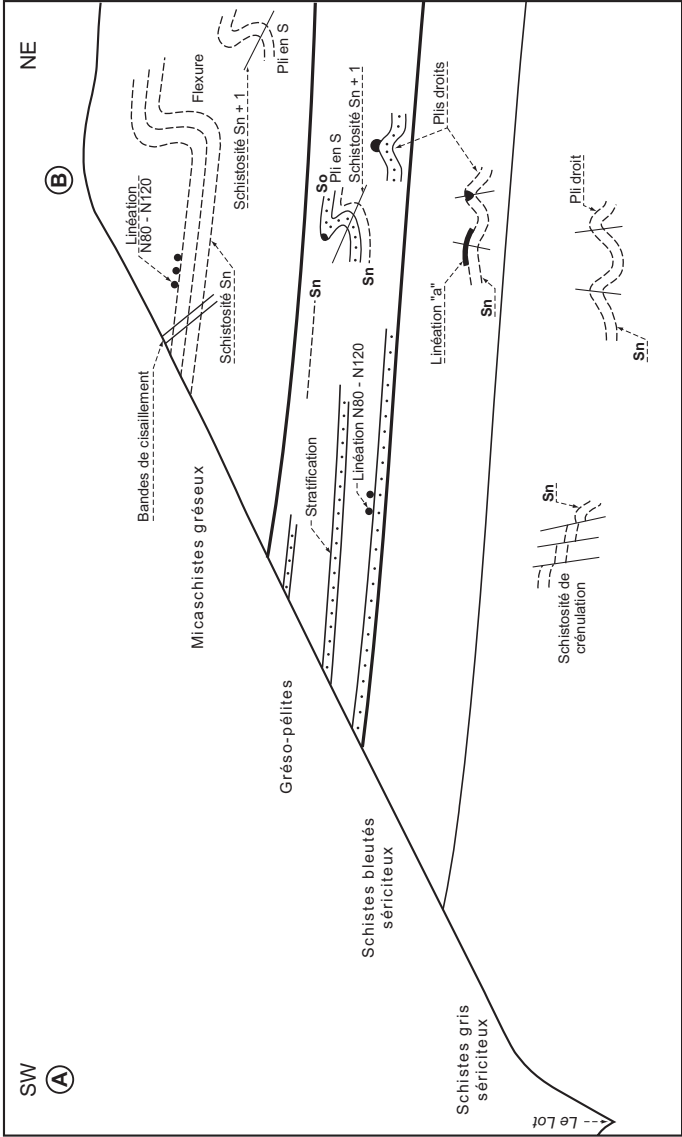 SW
A
NE
B
Linéation
N80 - N120
Bandes de cisaillement
Flexure
Schistosité Sn + 1
Pli en S
Schistosité Sn
Micaschistes gréseux
Sn
So
Pli en S
Schistosité Sn + 1
Sn
Stratification
Linéation N80 - N120
Gréso-pélites
Plis droits
Linéation "a"
Sn
Schistes bleutés
sériciteux
Pli droit
Sn
Sn
Schistosité de
crénulation
Schistes gris
sériciteux
Le Lot